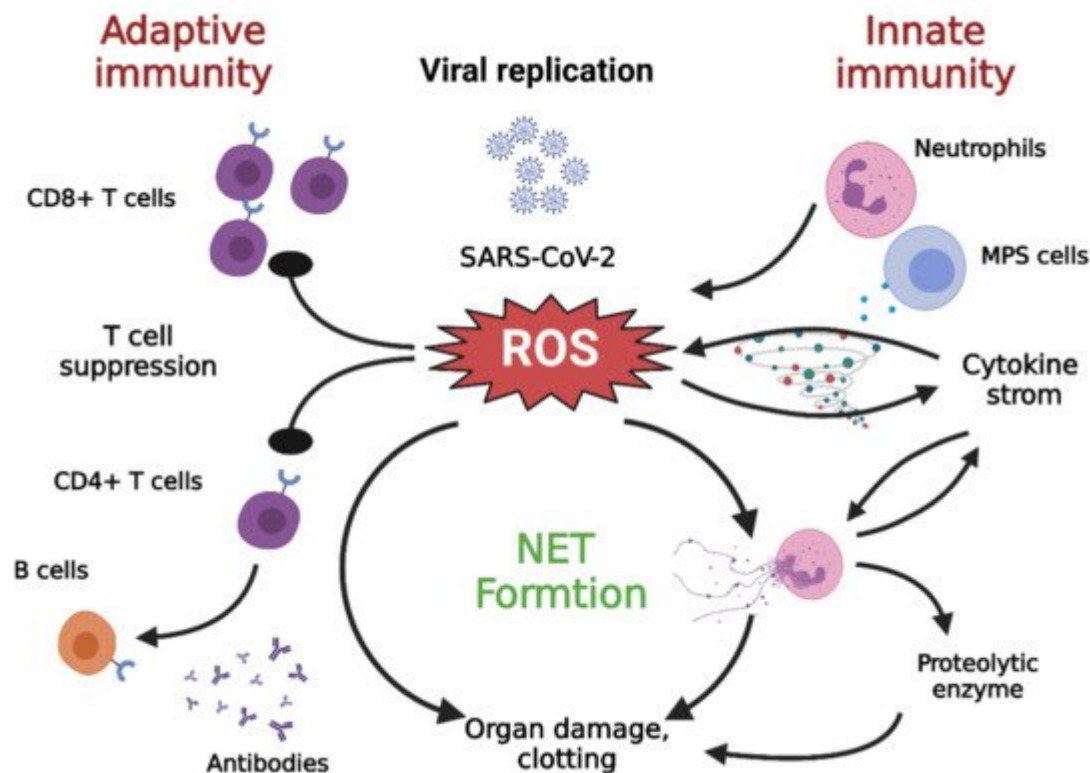 Adaptive
immunity
Viral replication
Innate
immunity
Neutrophils
CD8+ T cells
SARS-CoV-2
MPS cells
ROS
T cell
suppression
Cytokine
strom
CD4+ T cells
NET
Formtion
B cells
Proteolytic
enzyme
Organ damage,
clotting
Antibodies